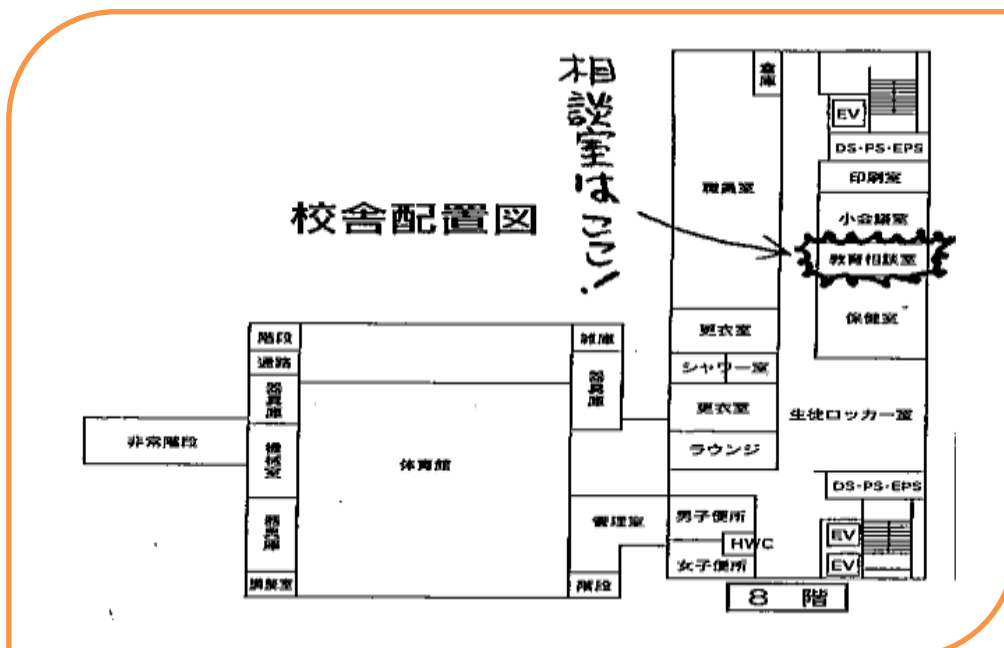 相談室はここ!
校舎配置図
倉庫
EV
DS・PS・EPS
職員室
印刷室
小会議室
教育相談室
保健室
更衣室
シャワー室
更衣室
生徒ロッカー室
ラウンジ
DS・PS・EPS
男子便所
HWC
女子便所
EV
EV
8 階
階段
通路
器具庫
非常階段
機械室
器具庫
体育館
雑庫
器具庫
管理室
階段